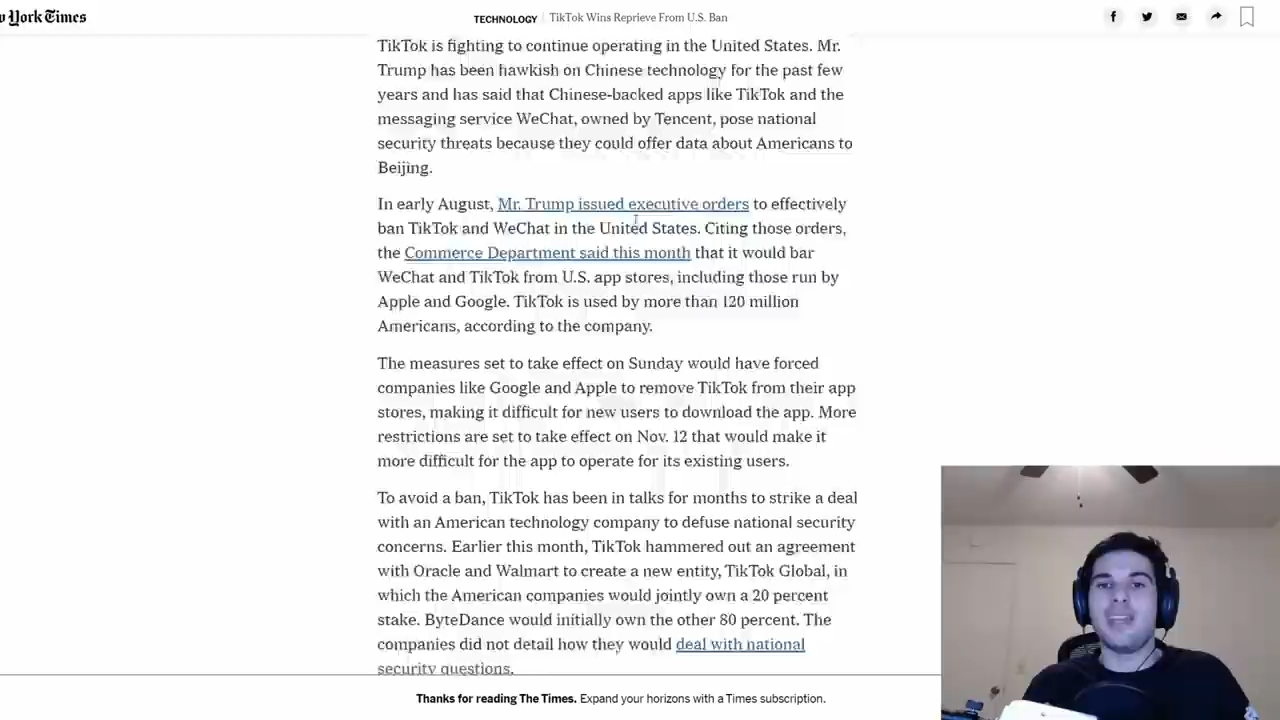 York Times
TECHNOLOGY | TikTok Wins Reprieve From U.S. Ban
TikTok is fighting to continue operating in the United States. Mr.
Trump has been hawkish on Chinese technology for the past few
years and has said that Chinese-backed apps like TikTok and the
messaging service WeChat, owned by Tencent, pose national
security threats because they could offer data about Americans to
Beijing.
In early August, Mr. Trump issued executive orders to effectively
ban TikTok and WeChat in the United States. Citing those orders,
the Commerce Department said this month that it would bar
WeChat and TikTok from U.S. app stores, including those run by
Apple and Google. TikTok is used by more than 120 million
Americans, according to the company.
The measures set to take effect on Sunday would have forced
companies like Google and Apple to remove TikTok from their app
stores, making it difficult for new users to download the app. More
restrictions are set to take effect on Nov. 12 that would make it
more difficult for the app to operate for its existing users.
To avoid a ban, TikTok has been in talks for months to strike a deal
with an American technology company to defuse national security
concerns. Earlier this month, TikTok hammered out an agreement
with Oracle and Walmart to create a new entity, TikTok Global, in
which the American companies would jointly own a 20 percent
stake. ByteDance would initially own the other 80 percent. The
companies did not detail how they would deal with national
security questions.
Thanks for reading The Times. Expand your horizons with a Times subscription.